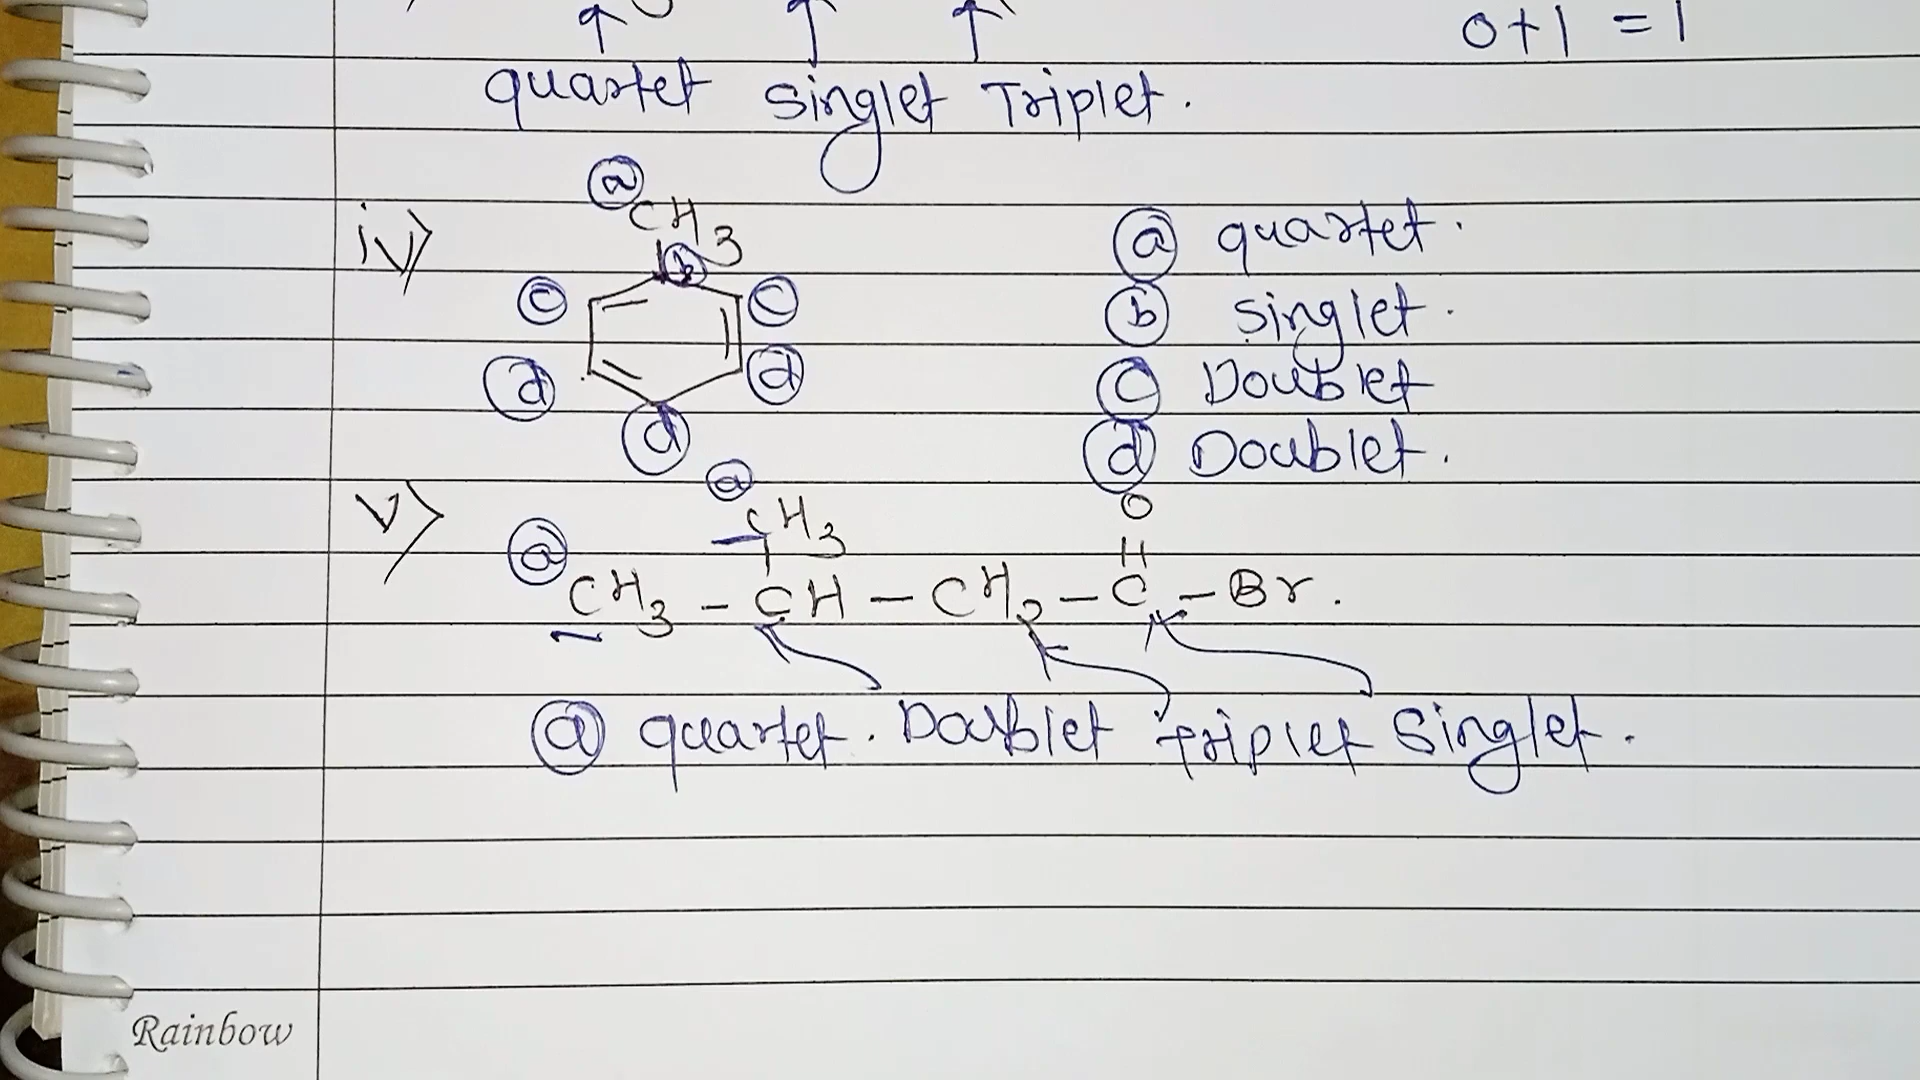 0+1 = 1
quartet singlet Triplet.
iv) ⓐ CH3 ⓑ ⓒ ⓒ ⓓ ⓓ ⓓ
ⓐ quartet.
ⓑ singlet.
ⓒ Doublet
ⓓ Doublet.
v) ⓐ CH3 O
ⓐ CH3 - CH - CH2 - C - Br.
ⓐ quartet. Doublet triplet Singlet.
Rainbow